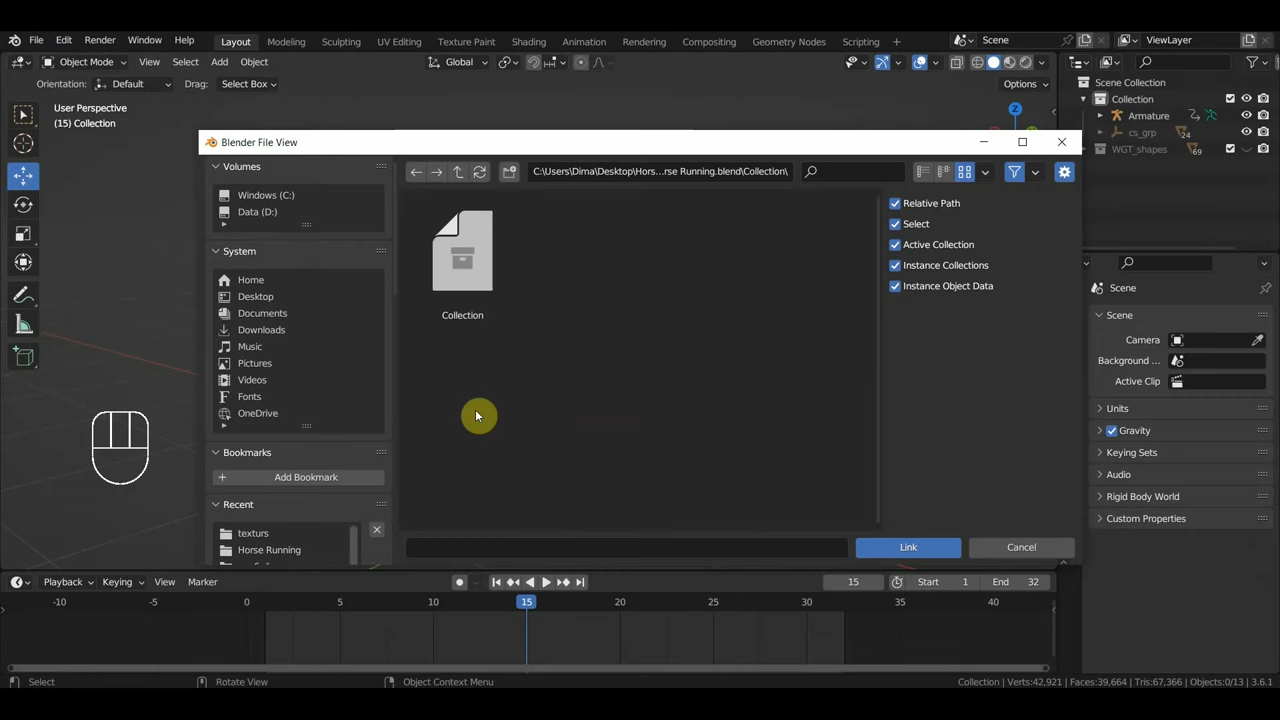 File Edit Render Window Help Layout Modeling Sculpting UV Editing Texture Paint Shading Animation Rendering Compositing Geometry Nodes Scripting + Scene ViewLayer
Object Mode View Select Add Object Global
Orientation: Default Drag: Select Box Options
User Perspective
(15) Collection
Z
Scene Collection
Collection
Armature
cs_grp 24
WGT_shapes 69
Blender File View
Volumes
Windows (C:)
Data (D:)
System
Home
Desktop
Documents
Downloads
Music
Pictures
Videos
Fonts
OneDrive
Bookmarks
Add Bookmark
Recent
texturs
Horse Running
C:\Users\Dima\Desktop\Hors...rse Running.blend\Collection\
Collection
Relative Path
Select
Active Collection
Instance Collections
Instance Object Data
Link Cancel
Scene
Scene
Camera
Background ...
Active Clip
Units
Gravity
Keying Sets
Audio
Rigid Body World
Custom Properties
Playback Keying View Marker 15 Start 1 End 32
-10 -5 0 5 10 15 20 25 30 35 40
Select Rotate View Object Context Menu Collection | Verts:42,921 | Faces:39,664 | Tris:67,366 | Objects:0/13 | 3.6.1